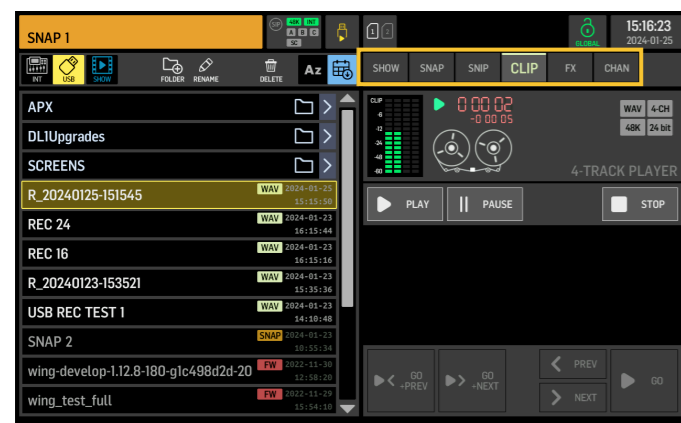 SNAP 1
SIP
48K INT
A B C
SC
1 2
GLOBAL
15:16:23
2024-01-25
INT
USB
SHOW
FOLDER
RENAME
DELETE
Az
SHOW SNAP SNIP CLIP FX CHAN
APX
DL1Upgrades
SCREENS
R_20240125-151545 WAV 2024-01-25
15:15:50
REC 24 WAV 2024-01-23
16:15:44
REC 16 WAV 2024-01-23
16:15:16
R_20240123-153521 WAV 2024-01-23
15:35:36
USB REC TEST 1 WAV 2024-01-23
14:10:48
SNAP 2 SNAP 2024-01-23
10:55:34
wing-develop-1.12.8-180-g1c498d2d-20 FW 2022-11-30
12:58:20
wing_test_full FW 2022-11-29
15:54:10
CLIP
-6
-12
-24
-48
-60
0 00 02
-0 00 05
WAV 4-CH
48K 24 bit
4-TRACK PLAYER
PLAY
PAUSE
STOP
GO
+PREV
GO
+NEXT
PREV
NEXT
GO